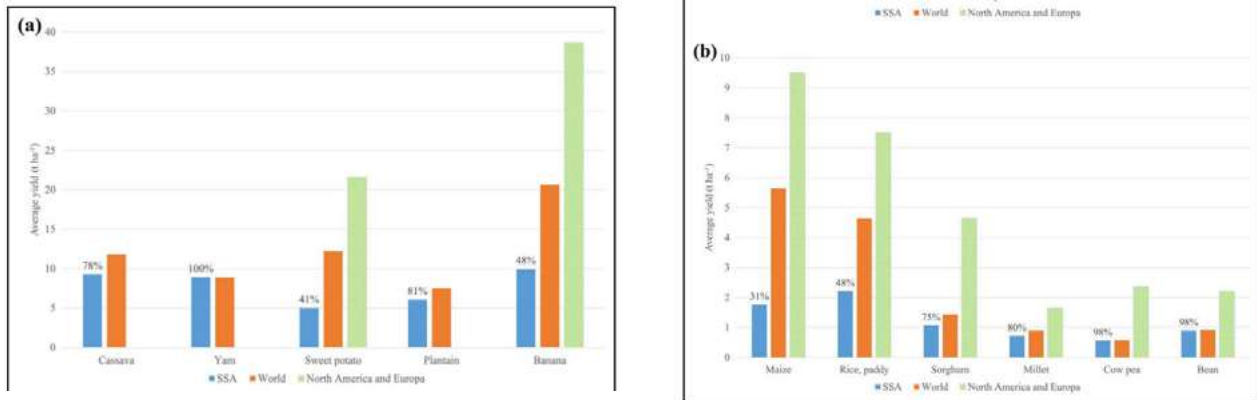 (a)
40
35
30
25
20
15
10
5
0
Average yield (t ha⁻¹)
78%
100%
41%
81%
48%
Cassava
Yam
Sweet potato
Plantain
Banana
SSA
World
North America and Europa
SSA
World
North America and Europa
(b)
10
9
8
7
6
5
4
3
2
1
0
Average yield (t ha⁻¹)
31%
48%
75%
80%
98%
98%
Maize
Rice, paddy
Sorghum
Millet
Cow pea
Bean
SSA
World
North America and Europa